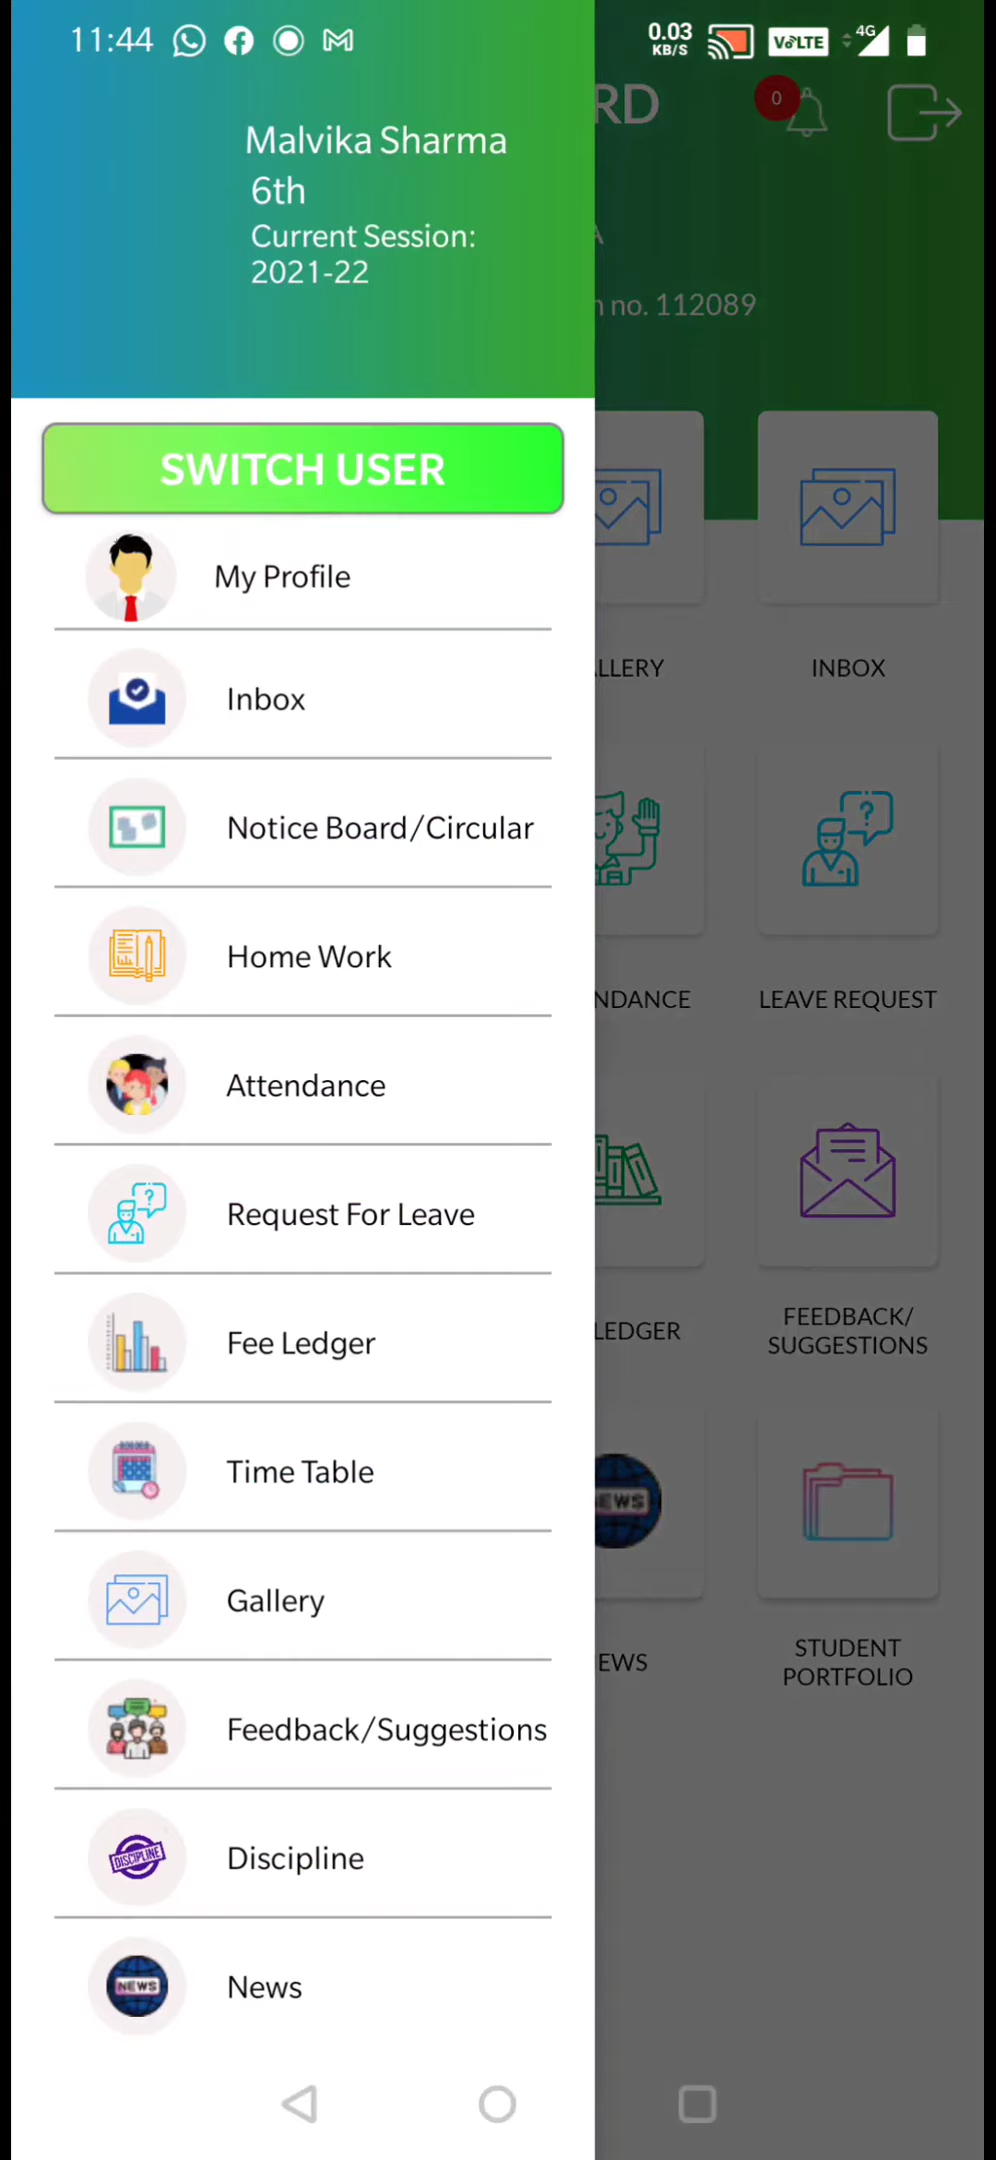 11:44
0.03
KB/S
VoLTE
4G
RD
0
Malvika Sharma
6th
Current Session:
2021-22
A
no. 112089
SWITCH USER
My Profile
Inbox
Notice Board/Circular
Home Work
Attendance
Request For Leave
Fee Ledger
Time Table
Gallery
Feedback/Suggestions
DISCIPLINE
Discipline
NEWS
News
LLERY
INBOX
NDANCE
LEAVE REQUEST
LEDGER
FEEDBACK/
SUGGESTIONS
EWS
EWS
STUDENT
PORTFOLIO